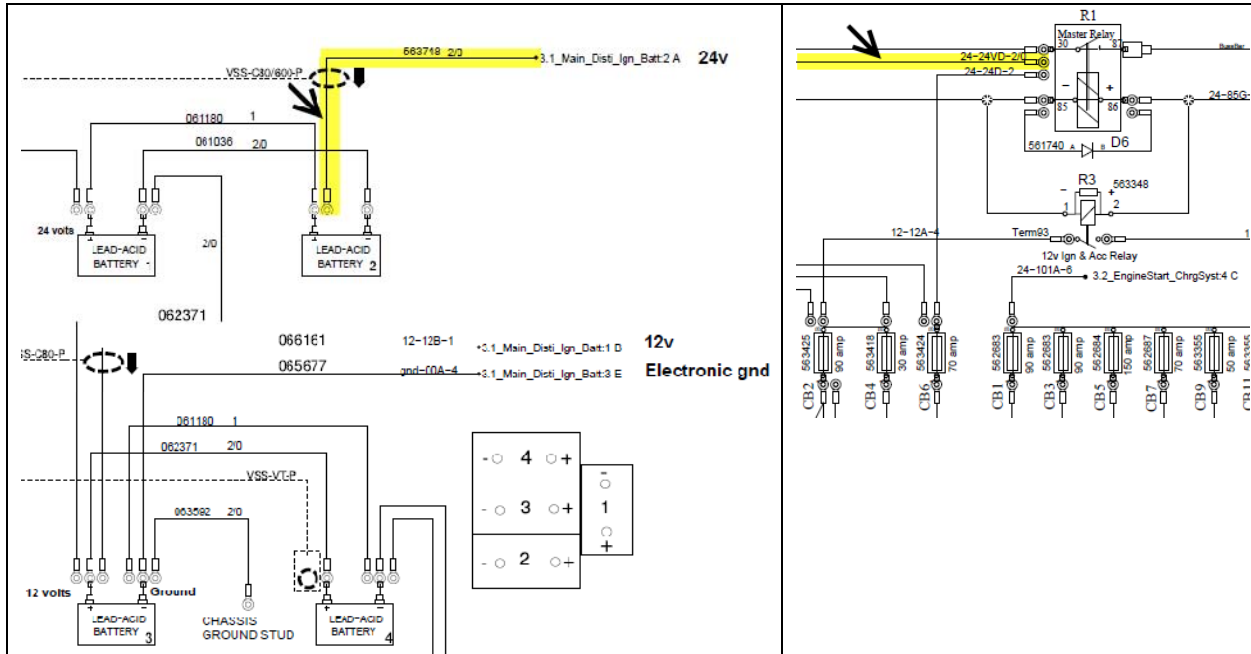 563718 2/0
3.1_Main_Disti_Ign_Batt:2 A
24v
VSS-C80/600-P
061180 1
061036 2/0
2/0
24 volts
+ -
LEAD-ACID
BATTERY 1
+ -
LEAD-ACID
BATTERY 2
062371
066161
12-12B-1
3.1_Main_Disti_Ign_Batt:1 B
12v
SS-C80-P
065677
gnd-00A-4
3.1_Main_Disti_Ign_Batt:3 E
Electronic gnd
061180 1
062371 2/0
VSS-VT-P
063592 2/0
12 volts
Ground
+ -
LEAD-ACID
BATTERY 3
CHASSIS
GROUND STUD
+ -
LEAD-ACID
BATTERY 4
- 4 +
- 3 +
- 2 +
-
1
+
R1
Master Relay
30 87
BussBar
24-24VD-2/0
24-24D-2
- +
85 86
24-85G-
561740 A B D6
R3
- +
563348
1 2
12-12A-4
Term93
12v Ign & Acc Relay
24-101A-6
3.2_EngineStart_ChrgSyst:4 C
563425
90 amp
CB2
563418
30 amp
CB4
563424
70 amp
CB6
562683
90 amp
CB1
562683
90 amp
CB3
562684
150 amp
CB5
562687
70 amp
CB7
563355
50 amp
CB9
563355
CB11